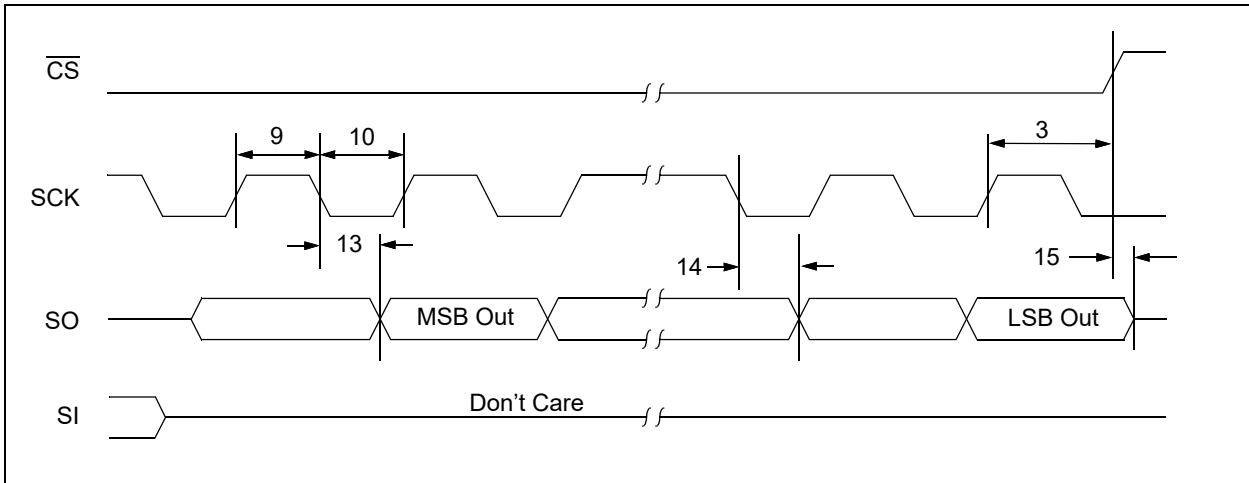 CS
9
10
3
SCK
13
14
15
SO
MSB Out
LSB Out
SI
Don't Care